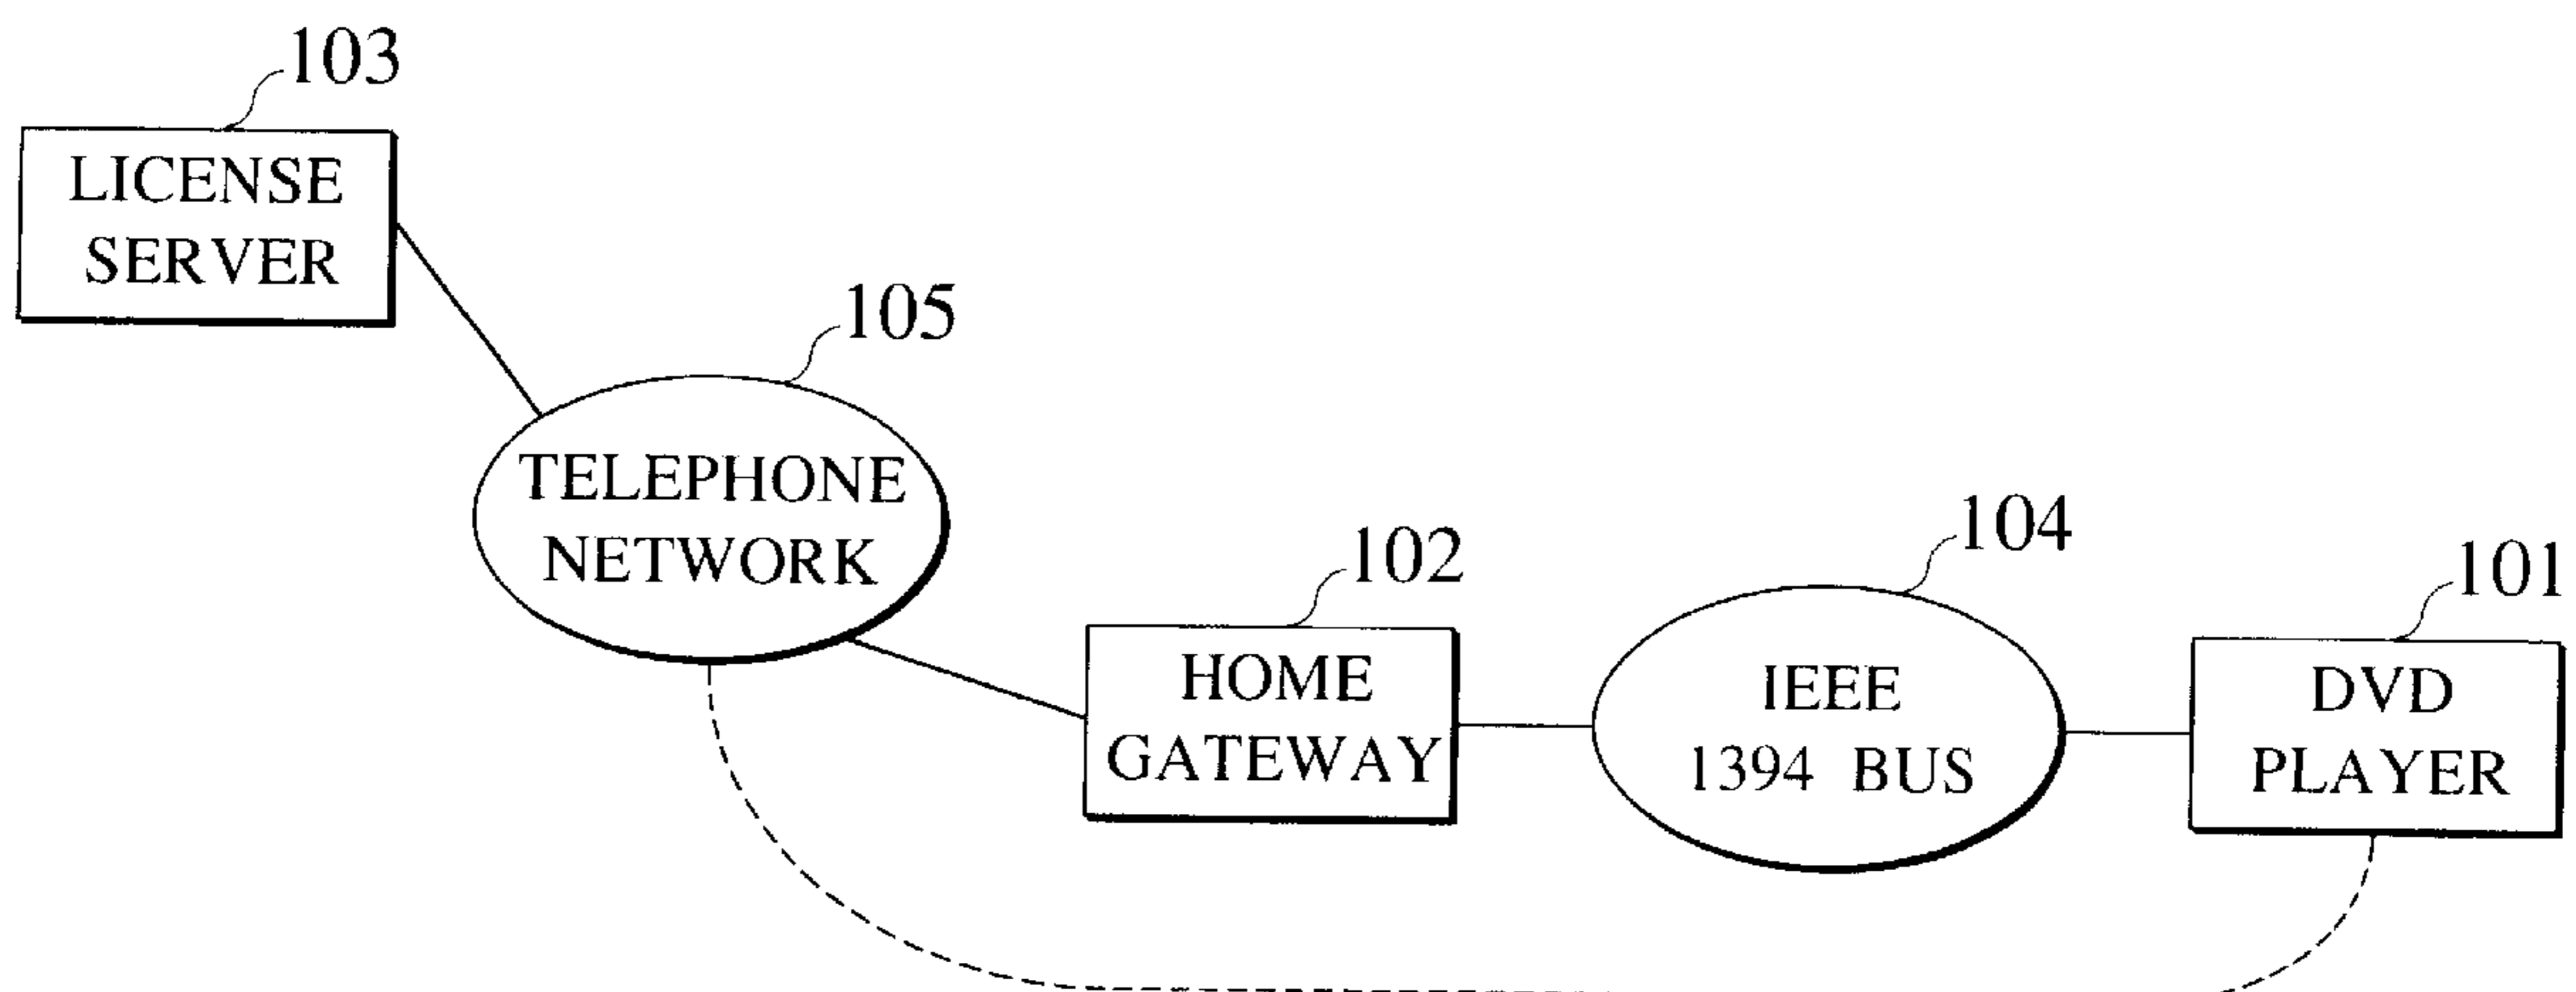 103
LICENSE
SERVER
105
TELEPHONE
NETWORK
102
HOME
GATEWAY
104
IEEE
1394 BUS
101
DVD
PLAYER